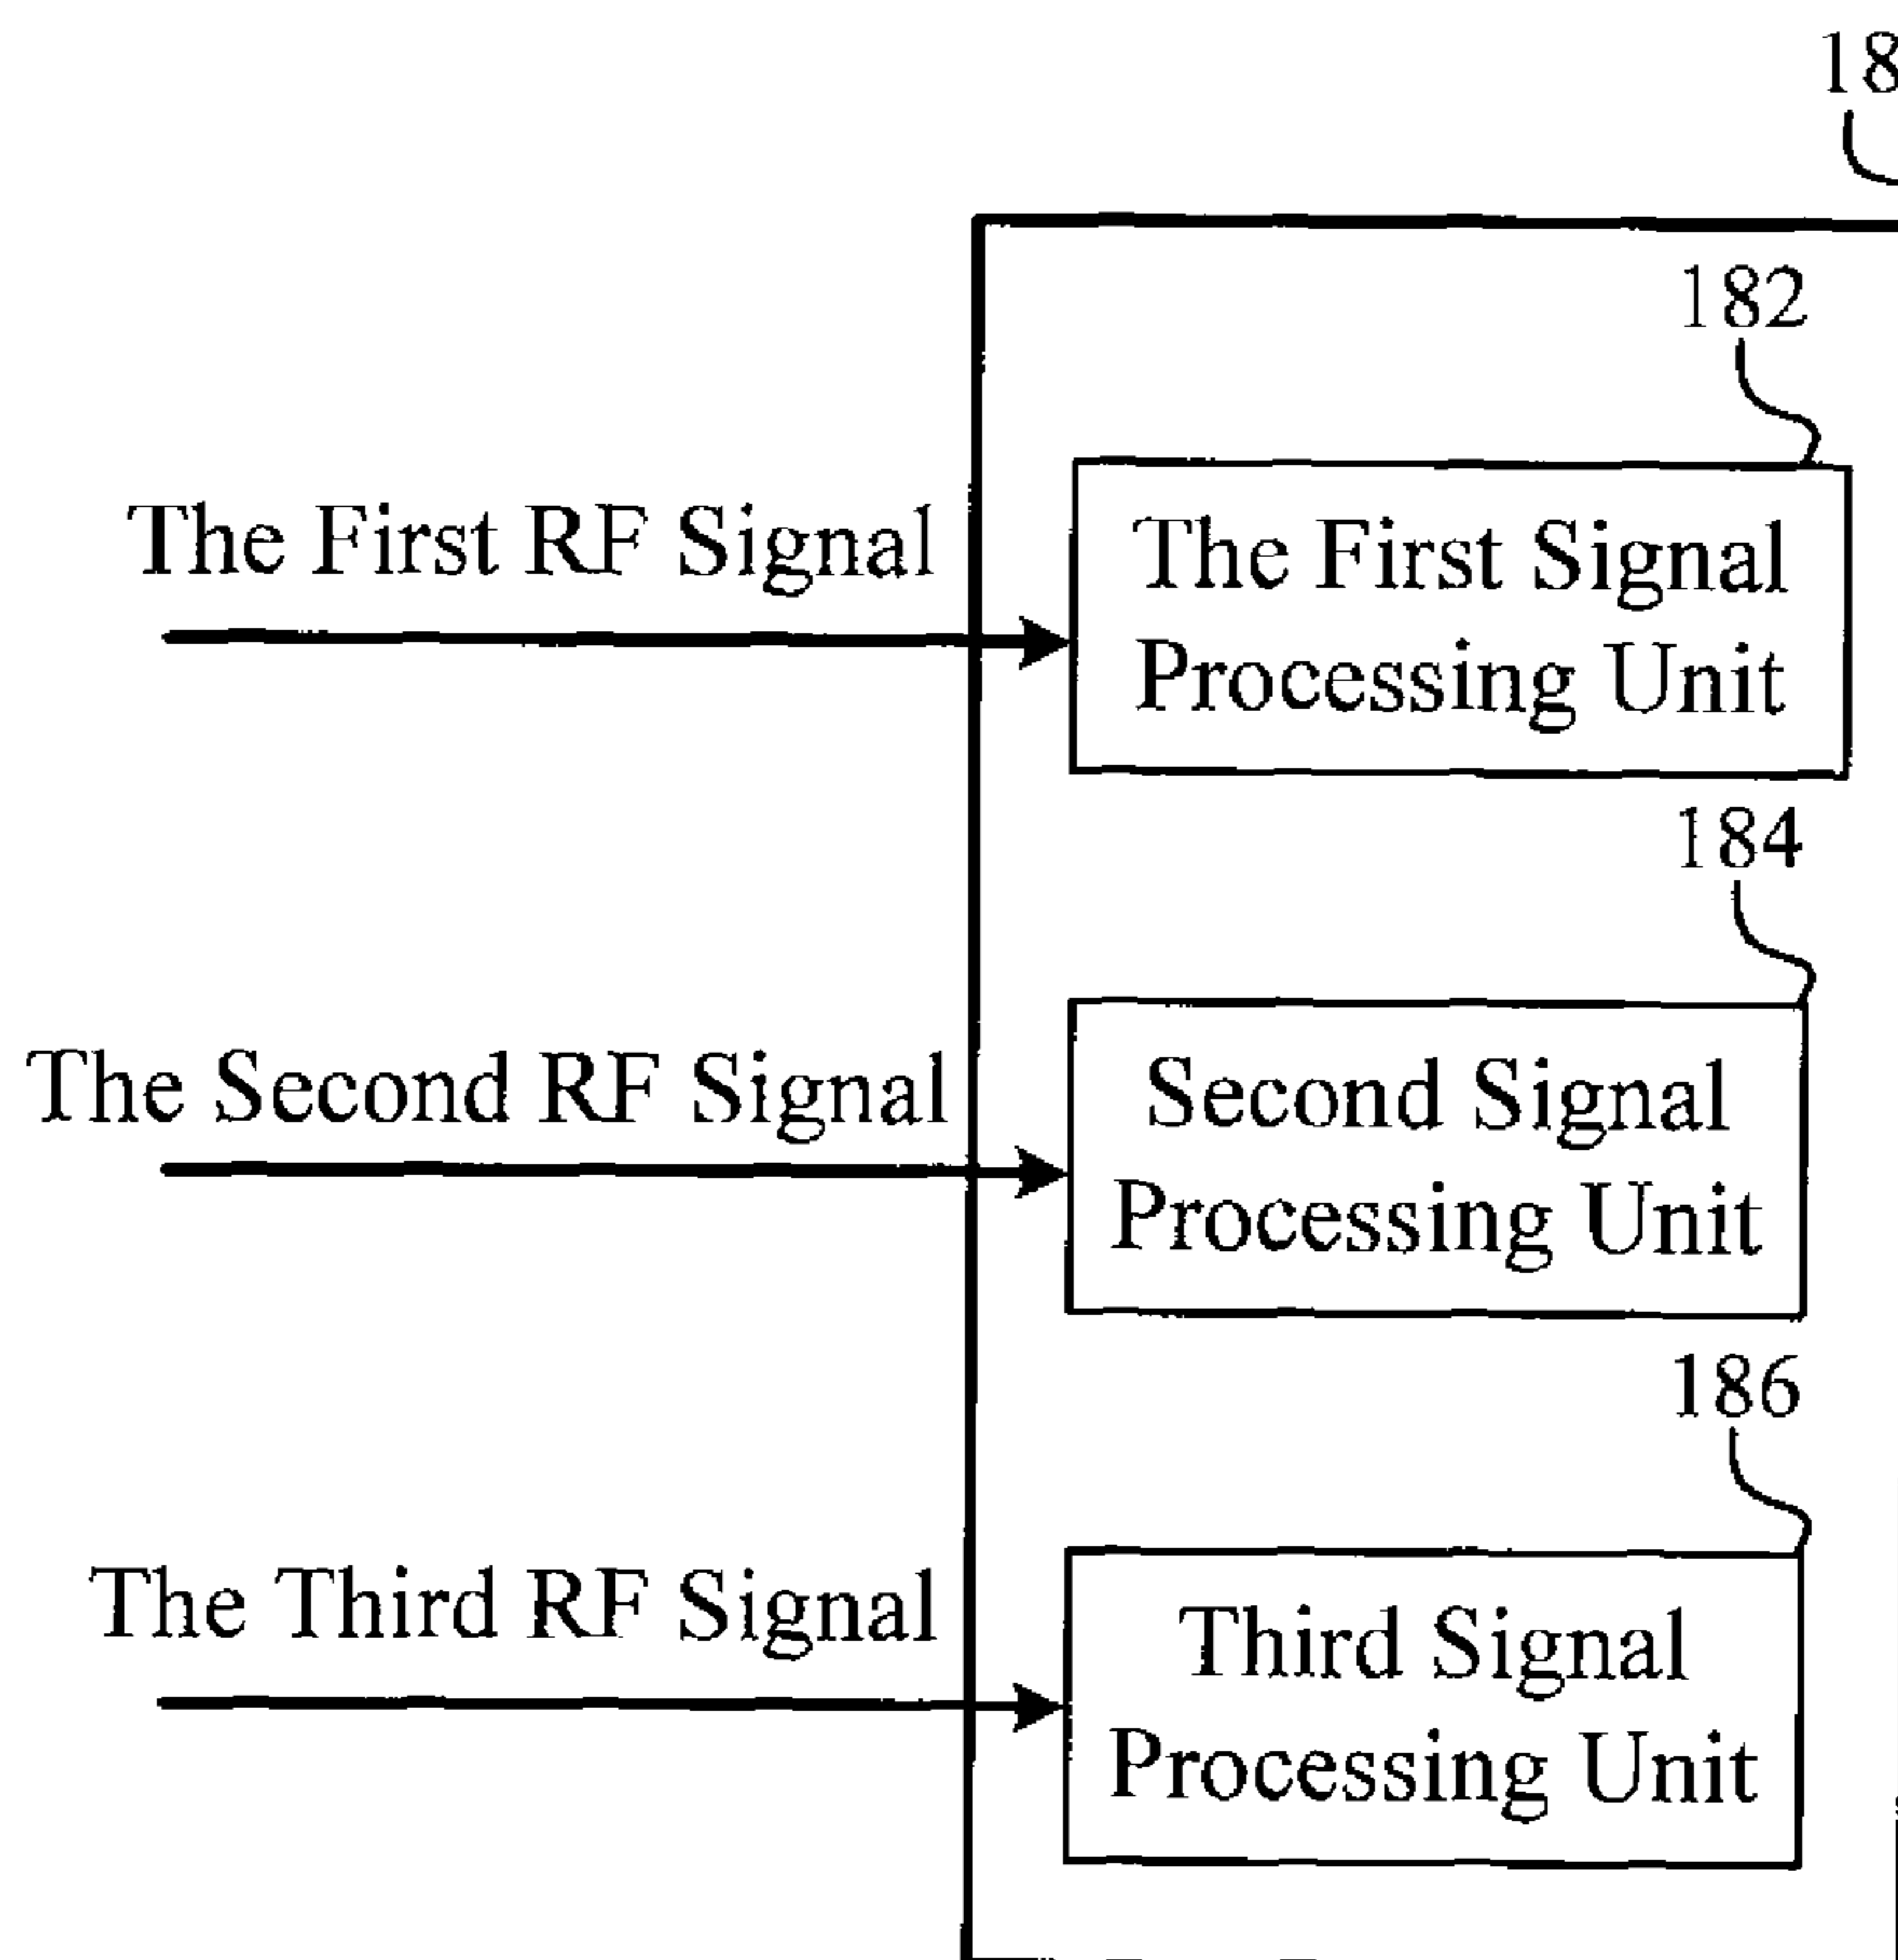 18
182
The First RF Signal
The First Signal
Processing Unit
184
The Second RF Signal
Second Signal
Processing Unit
186
The Third RF Signal
Third Signal
Processing Unit